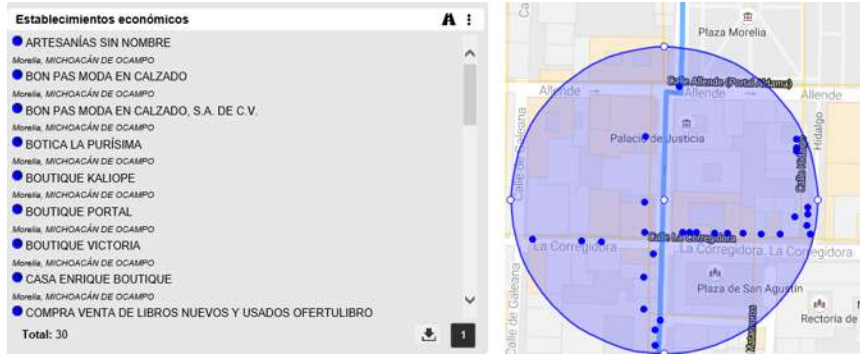 Establecimientos económicos
ARTESANÍAS SIN NOMBRE
Morelia, MICHOACÁN DE OCAMPO
BON PAS MODA EN CALZADO
Morelia, MICHOACÁN DE OCAMPO
BON PAS MODA EN CALZADO, S.A. DE C.V.
Morelia, MICHOACÁN DE OCAMPO
BOTICA LA PURÍSIMA
Morelia, MICHOACÁN DE OCAMPO
BOUTIQUE KALIOPE
Morelia, MICHOACÁN DE OCAMPO
BOUTIQUE PORTAL
Morelia, MICHOACÁN DE OCAMPO
BOUTIQUE VICTORIA
Morelia, MICHOACÁN DE OCAMPO
CASA ENRIQUE BOUTIQUE
Morelia, MICHOACÁN DE OCAMPO
COMPRA VENTA DE LIBROS NUEVOS Y USADOS OFERTULIBRO
Total: 30
1
Ca
Plaza Morelia
Calle Allende (Portal Aldama)
Allende
Allende
Allende
Calle de Galeana
Palacio de Justicia
Hidalgo
Calle Hidalgo
La Corregidora
Calle La Corregidora
La Corregidora
La Corregidora
Calle de Galeana
Plaza de San Agustín
Matamoros
Rectoría de